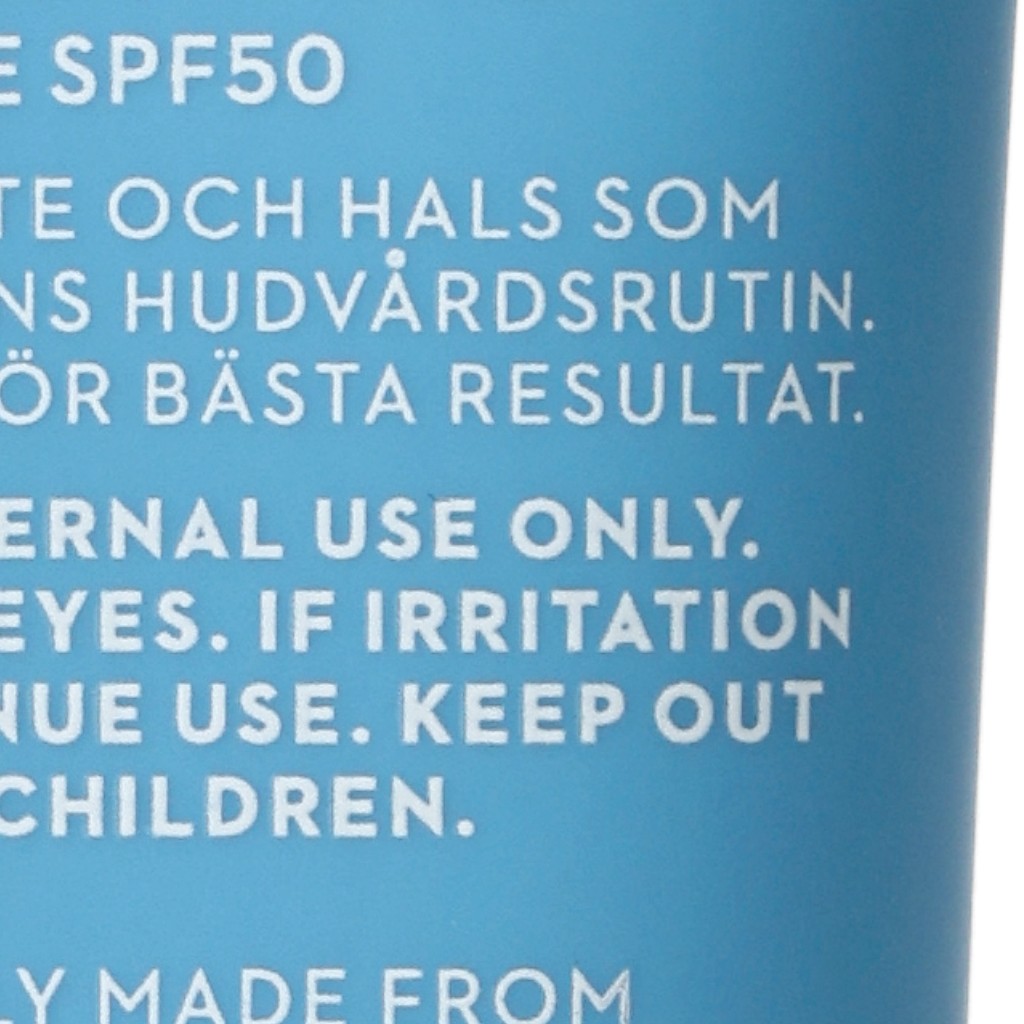 E SPF50
TE OCH HALS SOM
NS HUDVÅRDSRUTIN.
ÖR BÄSTA RESULTAT.
ERNAL USE ONLY.
EYES. IF IRRITATION
NUE USE. KEEP OUT
CHILDREN.
LY MADE FROM